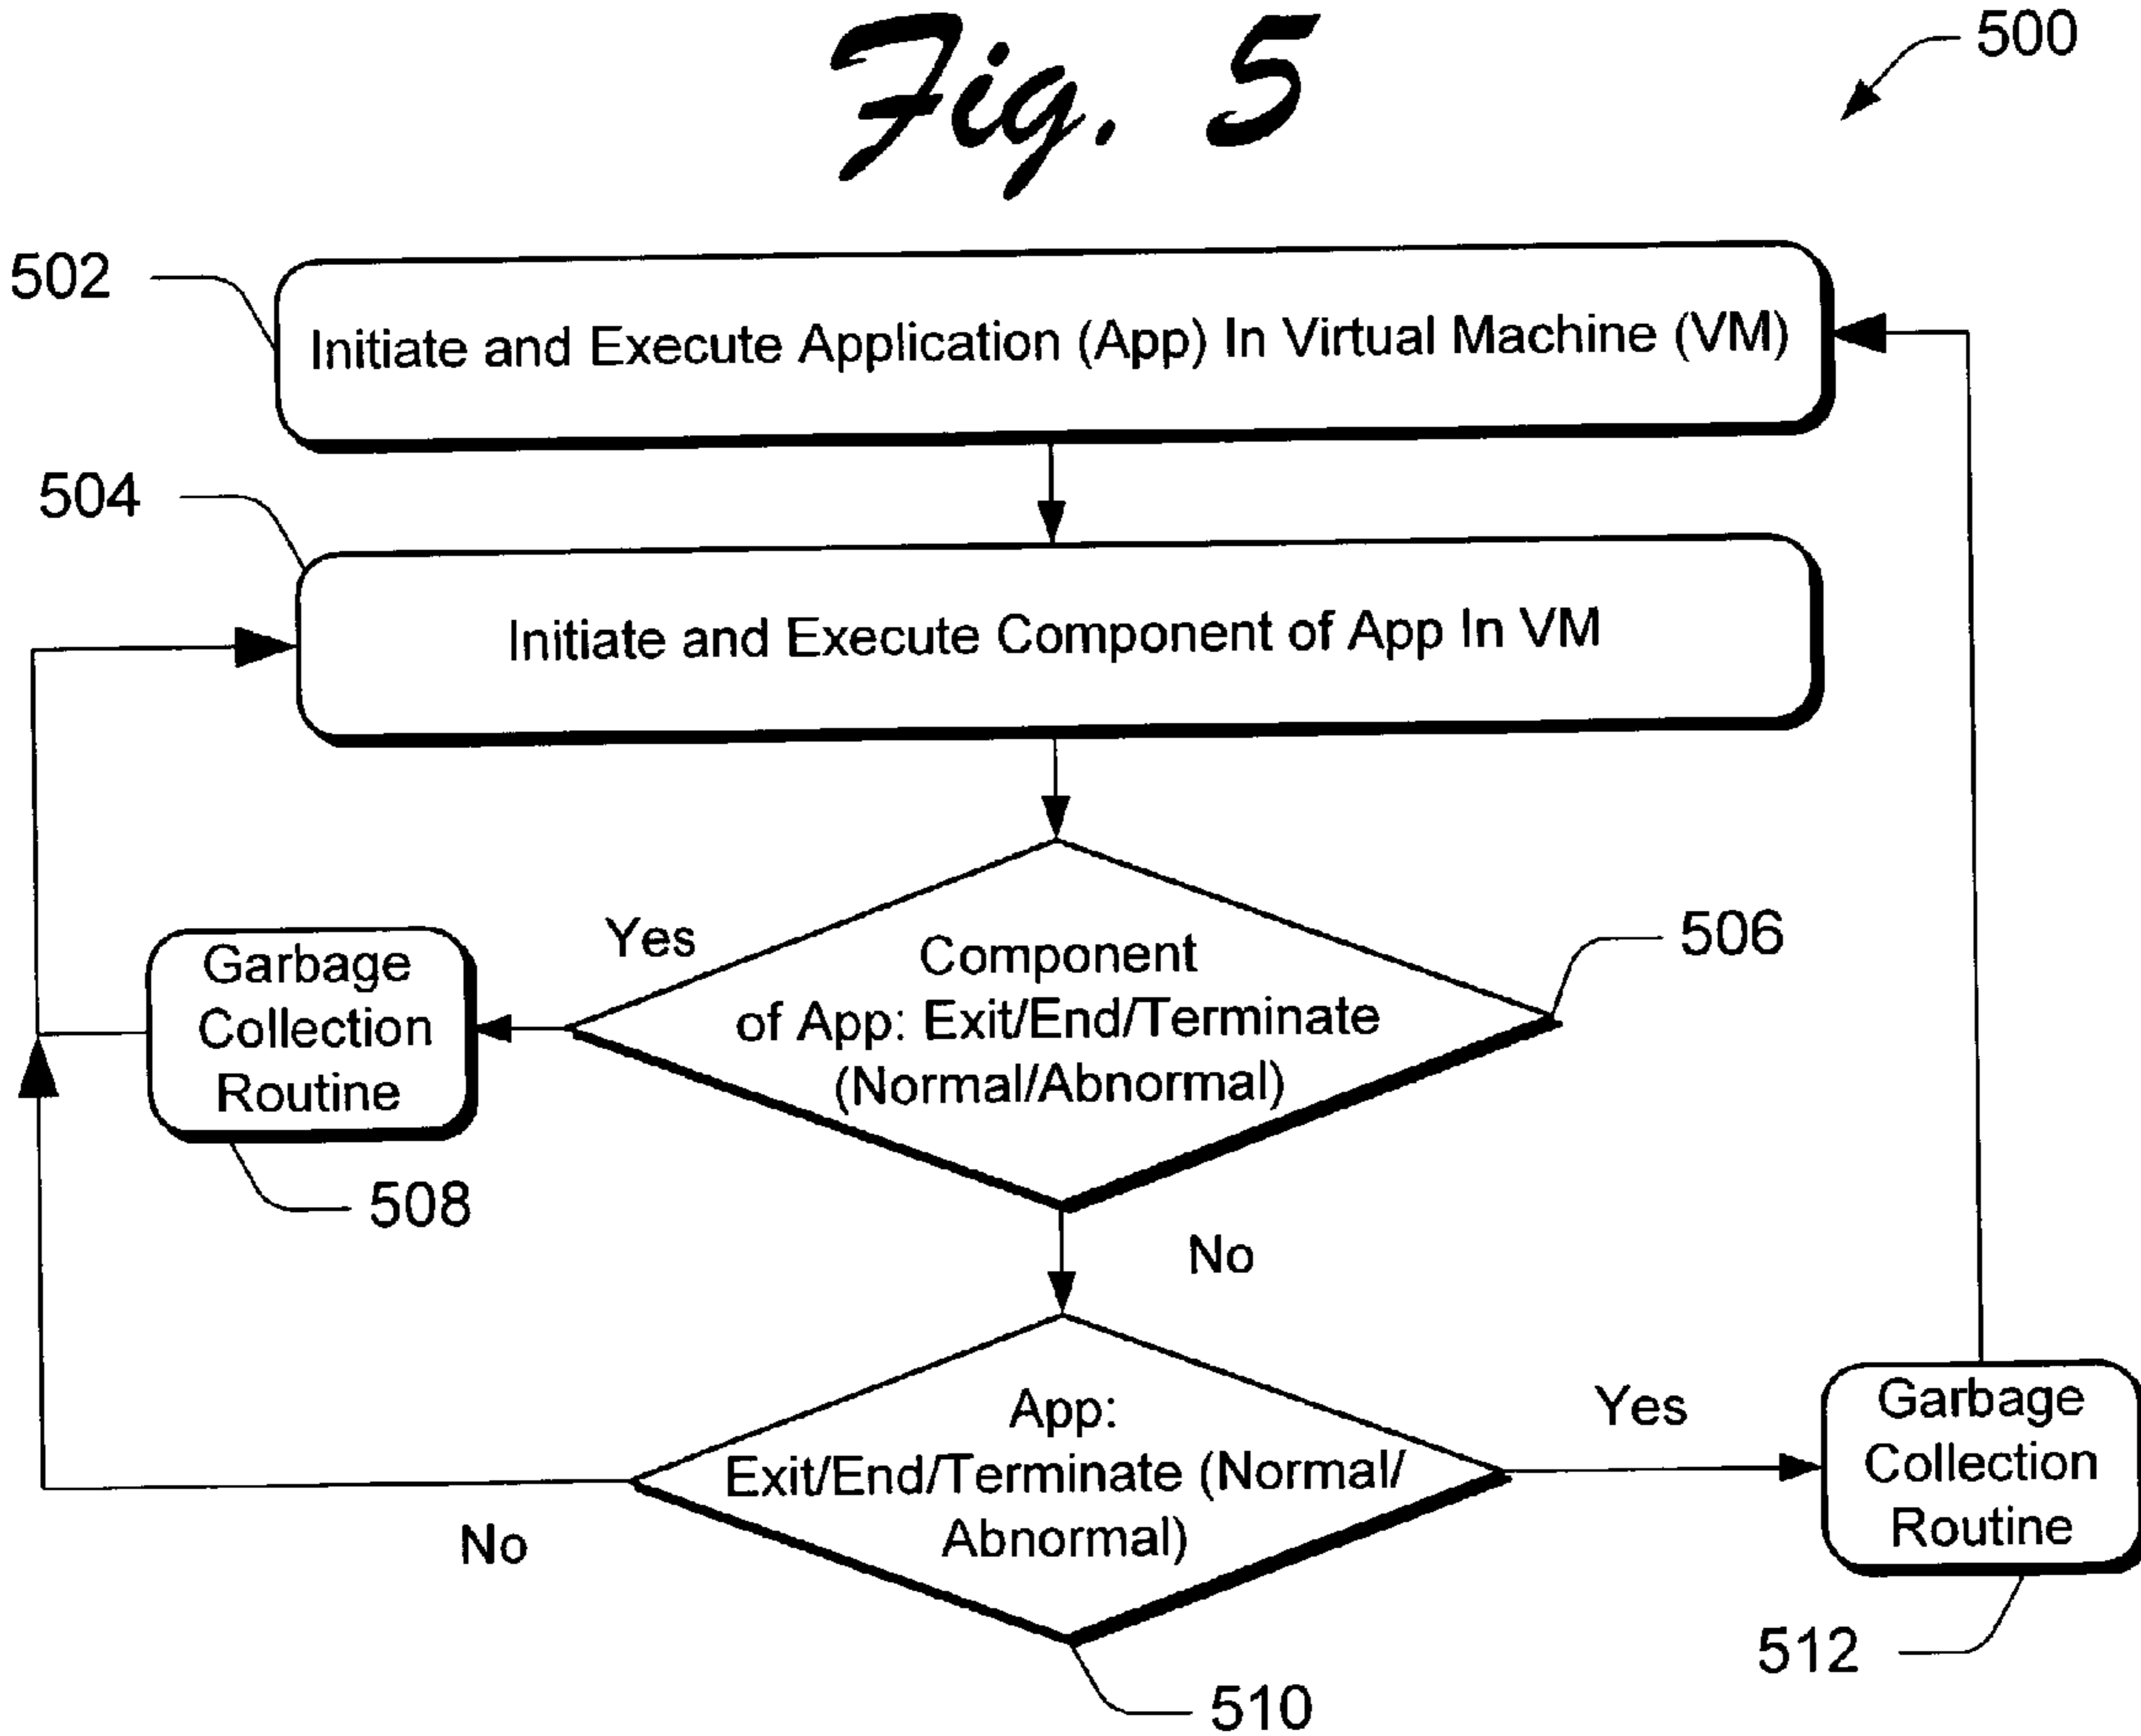 Fig. 5
500
502
Initiate and Execute Application (App) In Virtual Machine (VM)
504
Initiate and Execute Component of App In VM
Yes
506
Component
of App: Exit/End/Terminate
(Normal/Abnormal)
Garbage
Collection
Routine
508
No
App:
Exit/End/Terminate (Normal/
Abnormal)
Yes
No
Garbage
Collection
Routine
512
510